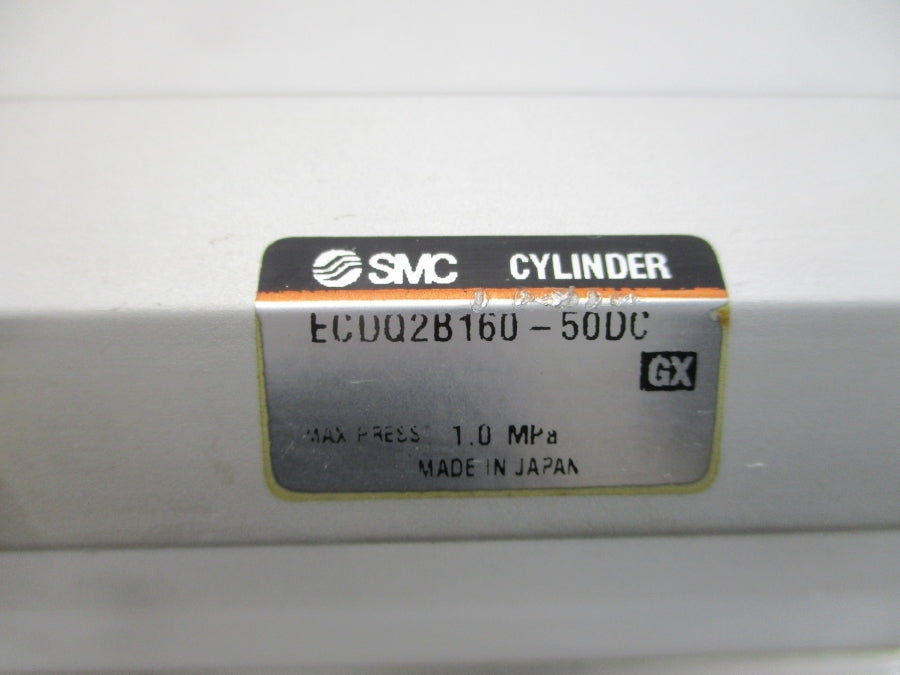 SMC CYLINDER
ECDQ2B160-50DC
GX
MAX PRESS 1.0 MPa
MADE IN JAPAN